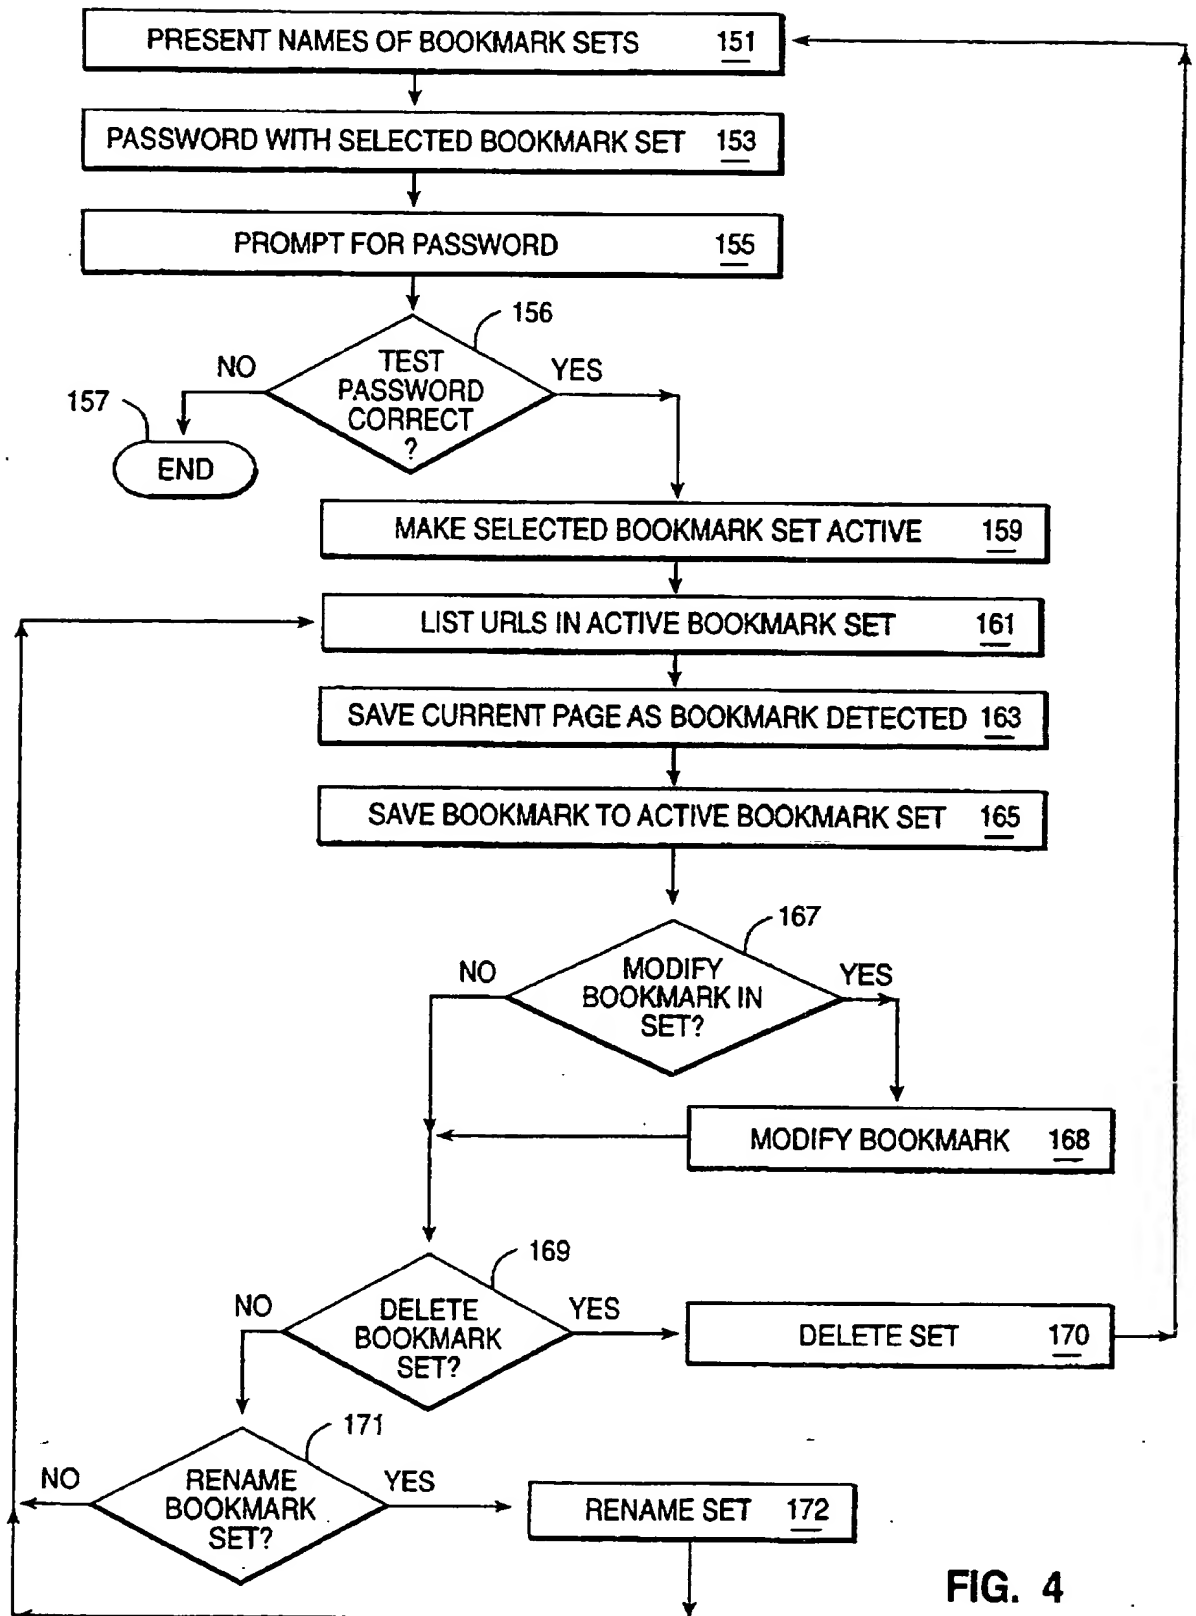 PRESENT NAMES OF BOOKMARK SETS 151
PASSWORD WITH SELECTED BOOKMARK SET 153
PROMPT FOR PASSWORD 155
156
NO
TEST
PASSWORD
CORRECT
?
YES
157
END
MAKE SELECTED BOOKMARK SET ACTIVE 159
LIST URLS IN ACTIVE BOOKMARK SET 161
SAVE CURRENT PAGE AS BOOKMARK DETECTED 163
SAVE BOOKMARK TO ACTIVE BOOKMARK SET 165
167
NO
MODIFY
BOOKMARK IN
SET?
YES
MODIFY BOOKMARK 168
169
NO
DELETE
BOOKMARK
SET?
YES
DELETE SET 170
171
NO
RENAME
BOOKMARK
SET?
YES
RENAME SET 172
FIG. 4